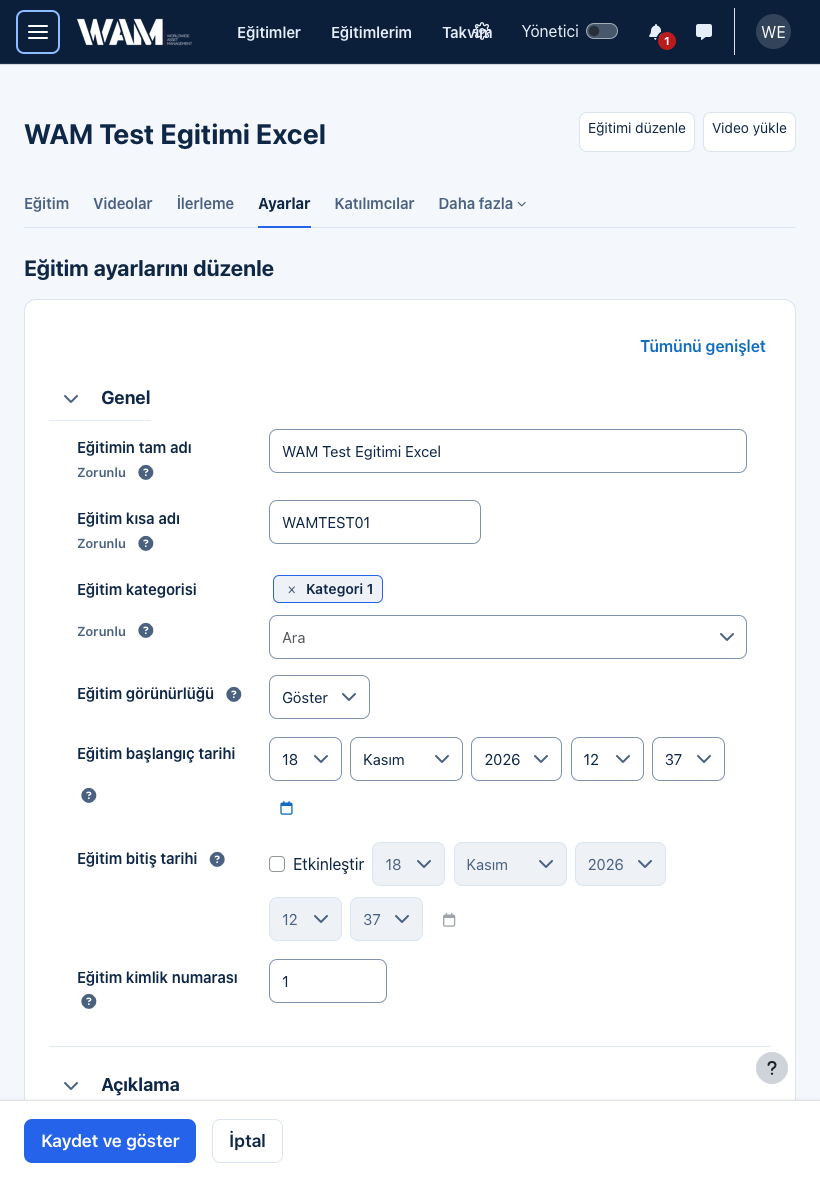 WAM WORLDWIDE ASSET MANAGEMENT
Eğitimler Eğitimlerim Takvim Yönetici 1 WE
WAM Test Egitimi Excel
Eğitimi düzenle Video yükle
Eğitim Videolar İlerleme Ayarlar Katılımcılar Daha fazla
Eğitim ayarlarını düzenle
Tümünü genişlet
Genel
Eğitimin tam adı
Zorunlu ?
WAM Test Egitimi Excel
Eğitim kısa adı
Zorunlu ?
WAMTEST01
Eğitim kategorisi
× Kategori 1
Zorunlu ?
Ara
Eğitim görünürlüğü ? Göster
Eğitim başlangıç tarihi 18 Kasım 2026 12 37
?
Eğitim bitiş tarihi ? Etkinleştir 18 Kasım 2026
12 37
Eğitim kimlik numarası 1
?
Açıklama
?
Kaydet ve göster İptal